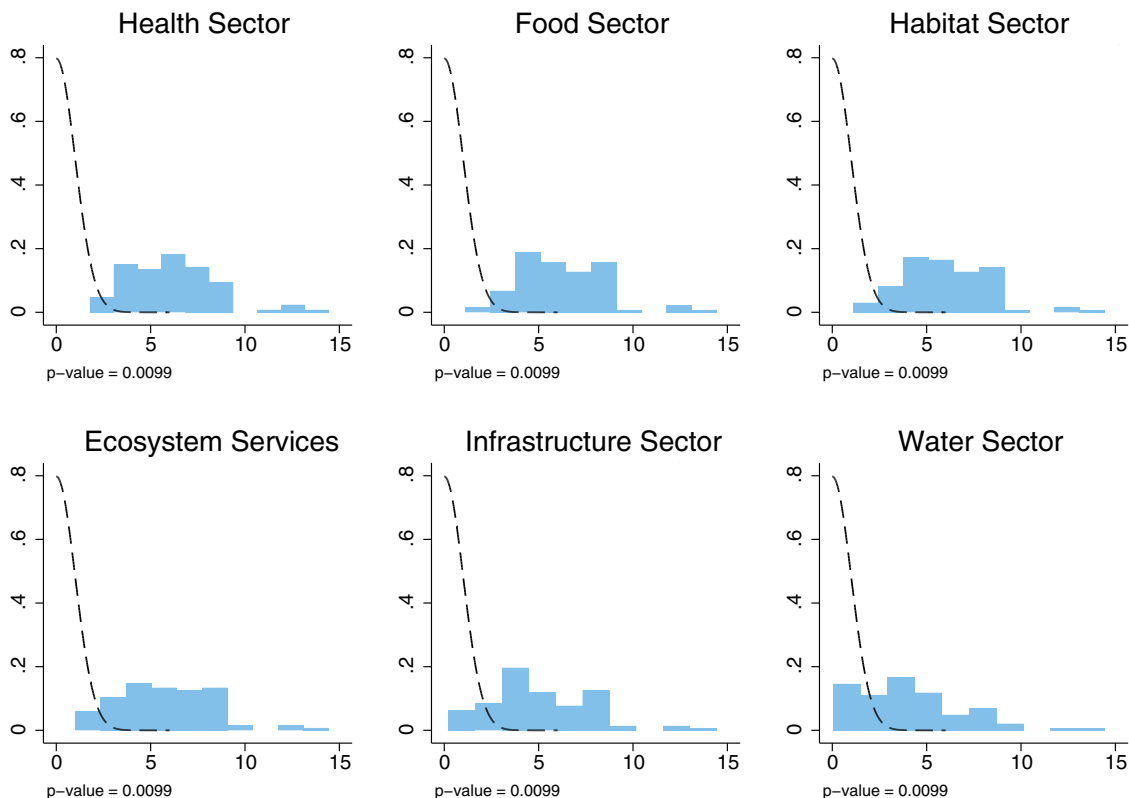 Health Sector
Food Sector
Habitat Sector
.8
.6
.4
.2
0
0 5 10 15
p-value = 0.0099
.8
.6
.4
.2
0
0 5 10 15
p-value = 0.0099
.8
.6
.4
.2
0
0 5 10 15
p-value = 0.0099
Ecosystem Services
Infrastructure Sector
Water Sector
.8
.6
.4
.2
0
0 5 10 15
p-value = 0.0099
.8
.6
.4
.2
0
0 5 10 15
p-value = 0.0099
.8
.6
.4
.2
0
0 5 10 15
p-value = 0.0099